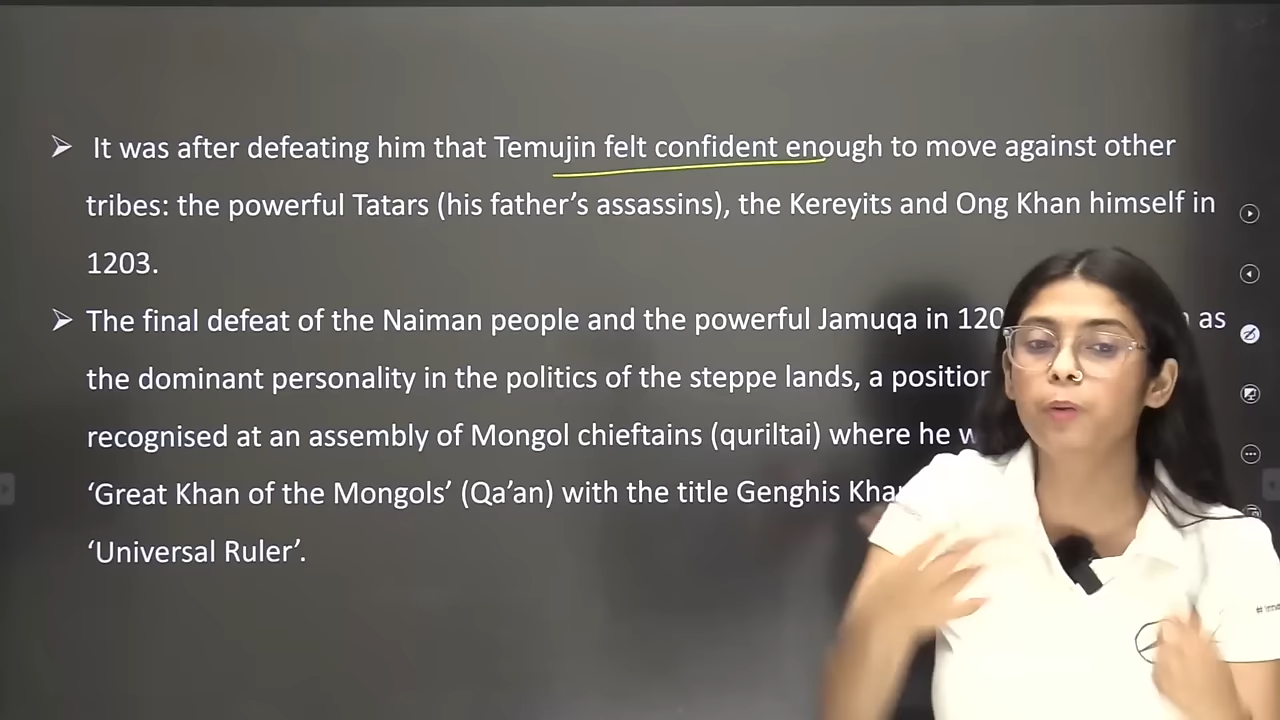 It was after defeating him that Temujin felt confident enough to move against other
tribes: the powerful Tatars (his father’s assassins), the Kereyits and Ong Khan himself in
1203.
The final defeat of the Naiman people and the powerful Jamuqa in as
the dominant personality in the politics of the steppe lands, a
recognised at an assembly of Mongol chieftains (quriltai) where he
‘Great Khan of the Mongols’ (Qa’an) with the title Genghis
‘Universal Ruler’.